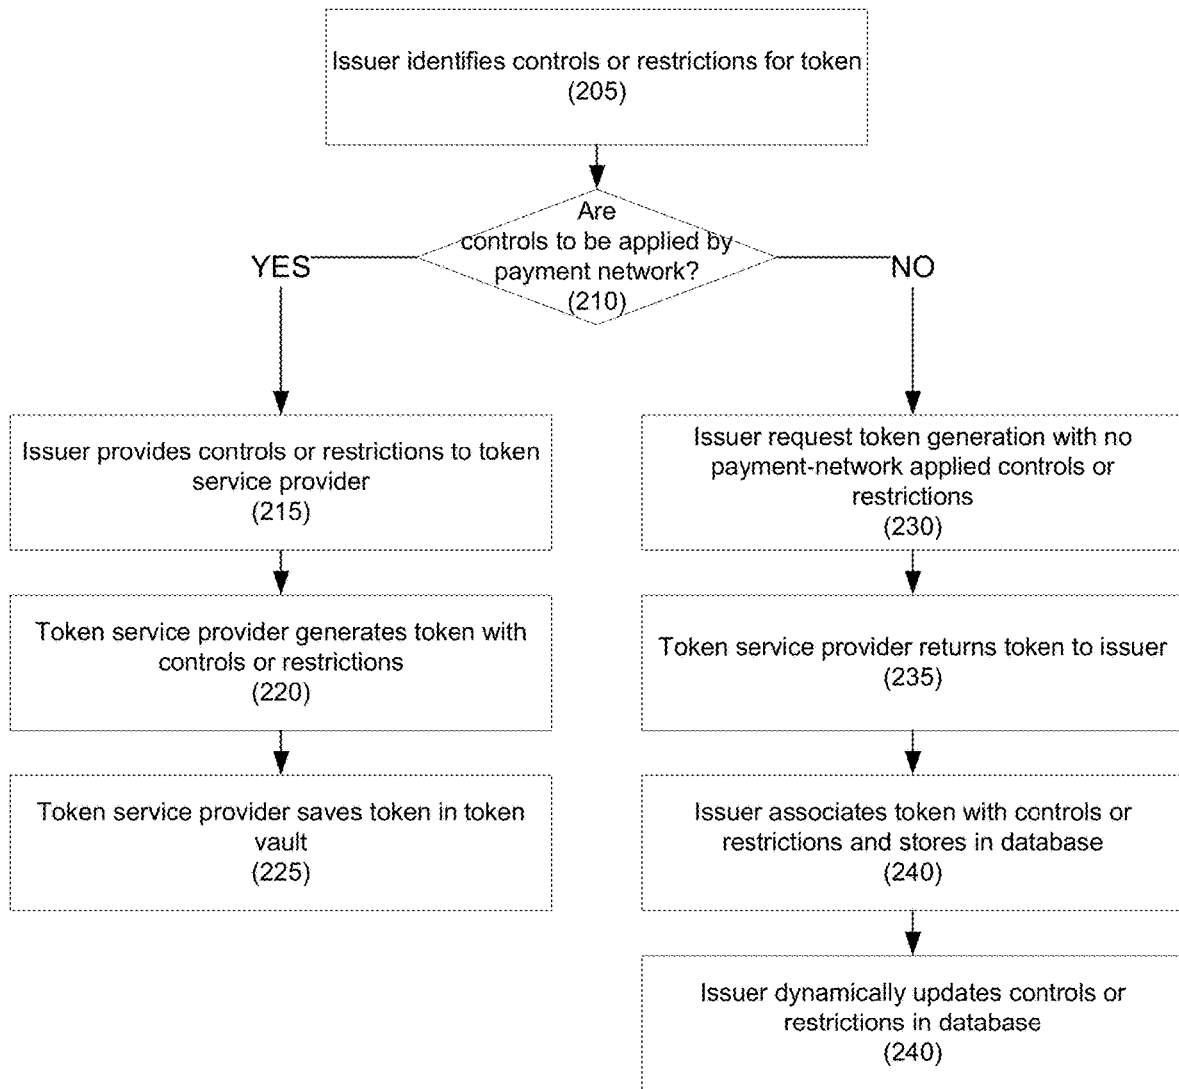 Issuer identifies controls or restrictions for token
(205)
Are
controls to be applied by
payment network?
(210)
YES
NO
Issuer provides controls or restrictions to token
service provider
(215)
Issuer request token generation with no
payment-network applied controls or
restrictions
(230)
Token service provider generates token with
controls or restrictions
(220)
Token service provider returns token to issuer
(235)
Token service provider saves token in token
vault
(225)
Issuer associates token with controls or
restrictions and stores in database
(240)
Issuer dynamically updates controls or
restrictions in database
(240)